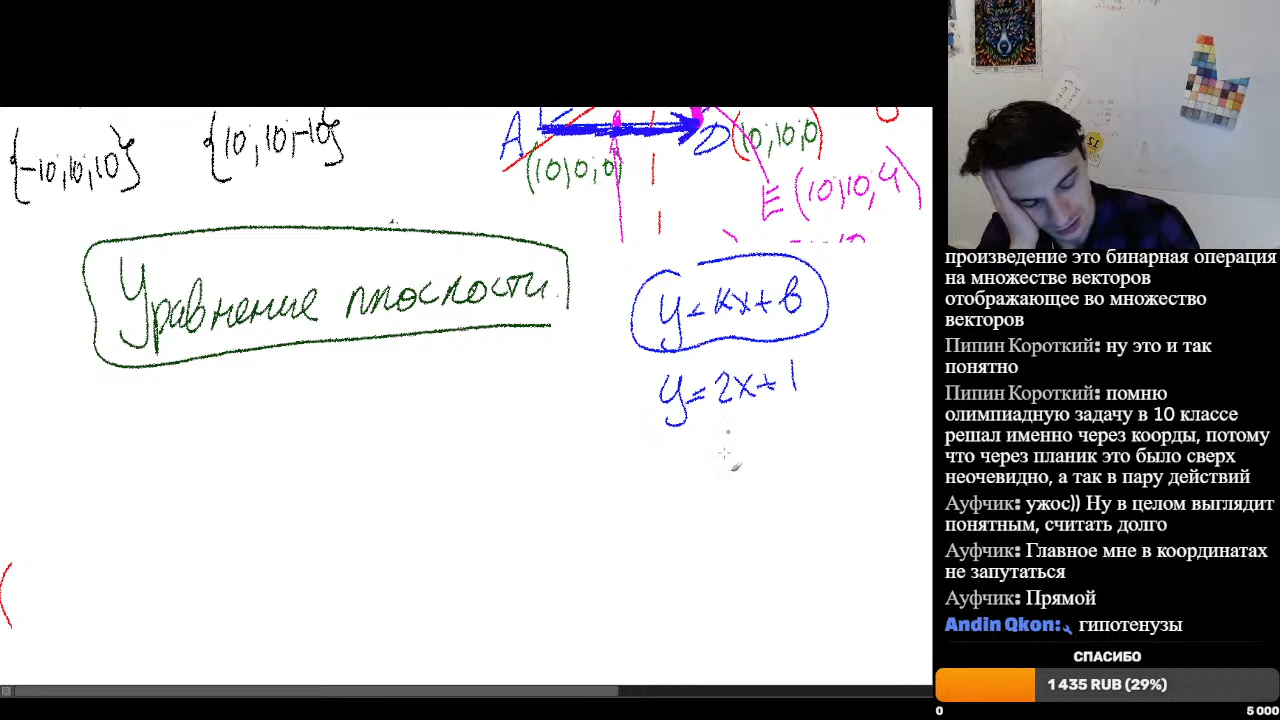 {-10, 10, 10}
{10, 10, -10}
A
D
(10, 0, 0)
(10, 10, 0)
E (10, 10, 4)
Уравнение плоскости.
y = kx + b
y = 2x + 1
произведение это бинарная операция
на множестве векторов
отображающее во множество
векторов
Пипин Короткий: ну это и так
понятно
Пипин Короткий: помню
олимпиадную задачу в 10 классе
решал именно через коорды, потому
что через планик это было сверх
неочевидно, а так в пару действий
Ауфчик: ужос)) Ну в целом выглядит
понятным, считать долго
Ауфчик: Главное мне в координатах
не запутаться
Ауфчик: Прямой
Andin Qkon: гипотенузы
СПАСИБО
1 435 RUB (29%)
0
5 000